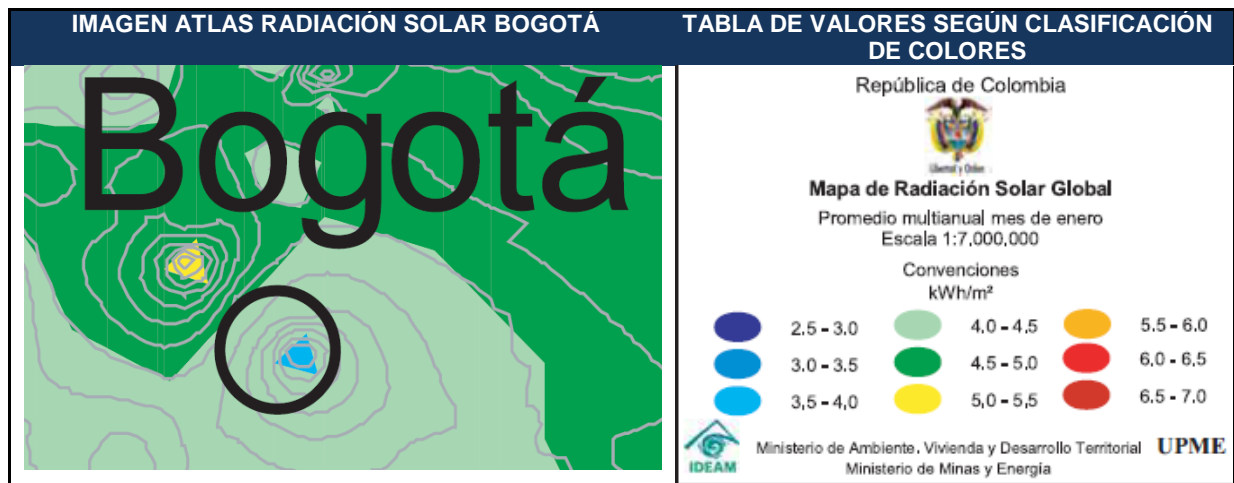 IMAGEN ATLAS RADIACIÓN SOLAR BOGOTÁ
TABLA DE VALORES SEGÚN CLASIFICACIÓN
DE COLORES
Bogotá
República de Colombia
Libertad y Orden
Mapa de Radiación Solar Global
Promedio multianual mes de enero
Escala 1:7,000,000
Convenciones
kWh/m²
2.5 - 3.0
4,0 - 4,5
5.5 - 6.0
3.0 - 3.5
4.5 - 5.0
6,0 - 6,5
3,5 - 4,0
5,0 - 5,5
6.5 - 7.0
IDEAM
Ministerio de Ambiente, Vivienda y Desarrollo Territorial
UPME
Ministerio de Minas y Energía